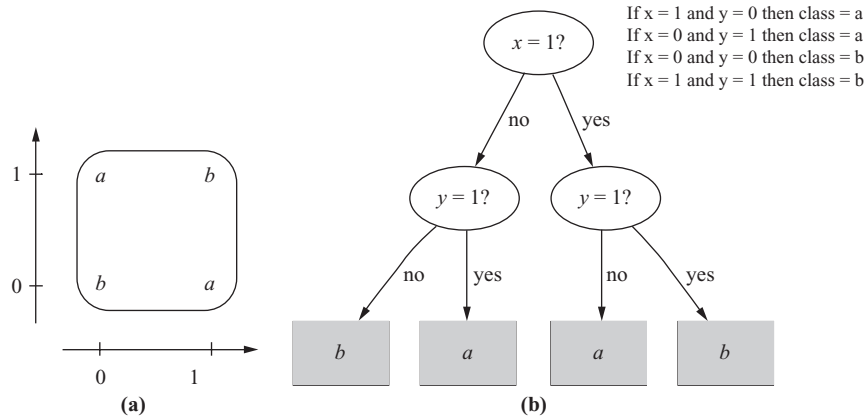 If x = 1 and y = 0 then class = a
If x = 0 and y = 1 then class = a
If x = 0 and y = 0 then class = b
If x = 1 and y = 1 then class = b
x = 1?
no yes
1
a b
y = 1? y = 1?
0
b a
no yes no yes
b a a b
0 1
(a) (b)